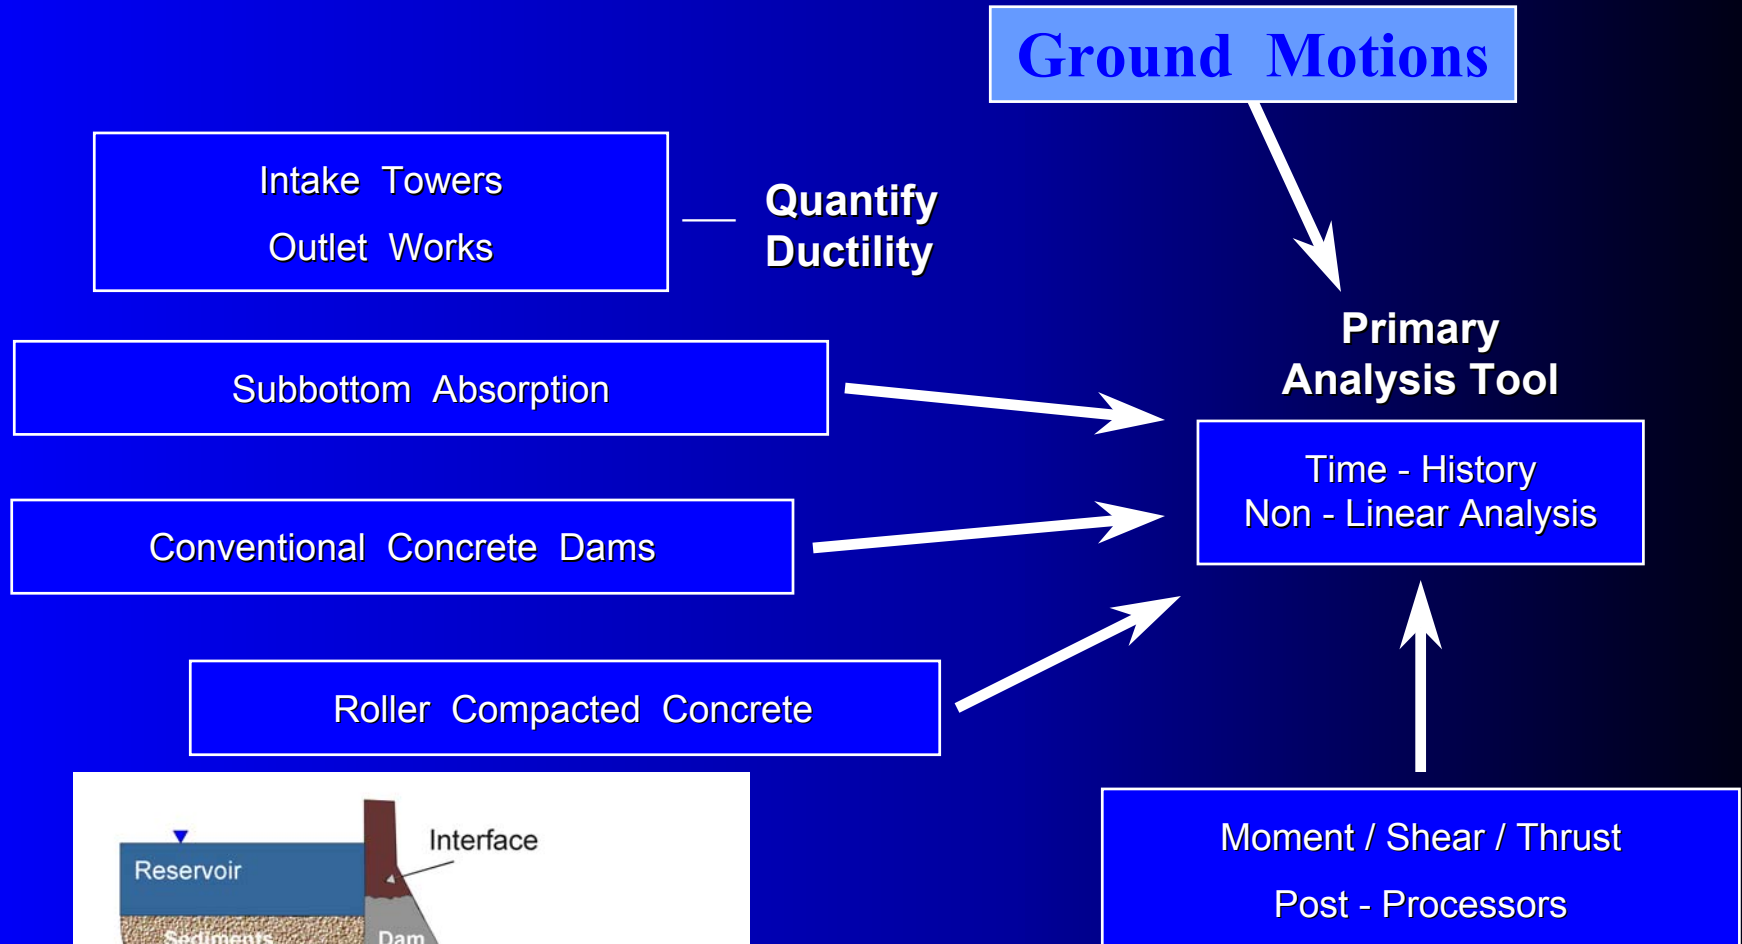 Ground Motions
Intake Towers
Outlet Works
Quantify
Ductility
Primary
Analysis Tool
Subbottom Absorption
Time - History
Non - Linear Analysis
Conventional Concrete Dams
Roller Compacted Concrete
Interface
Reservoir
Sediments
Dam
Moment / Shear / Thrust
Post - Processors